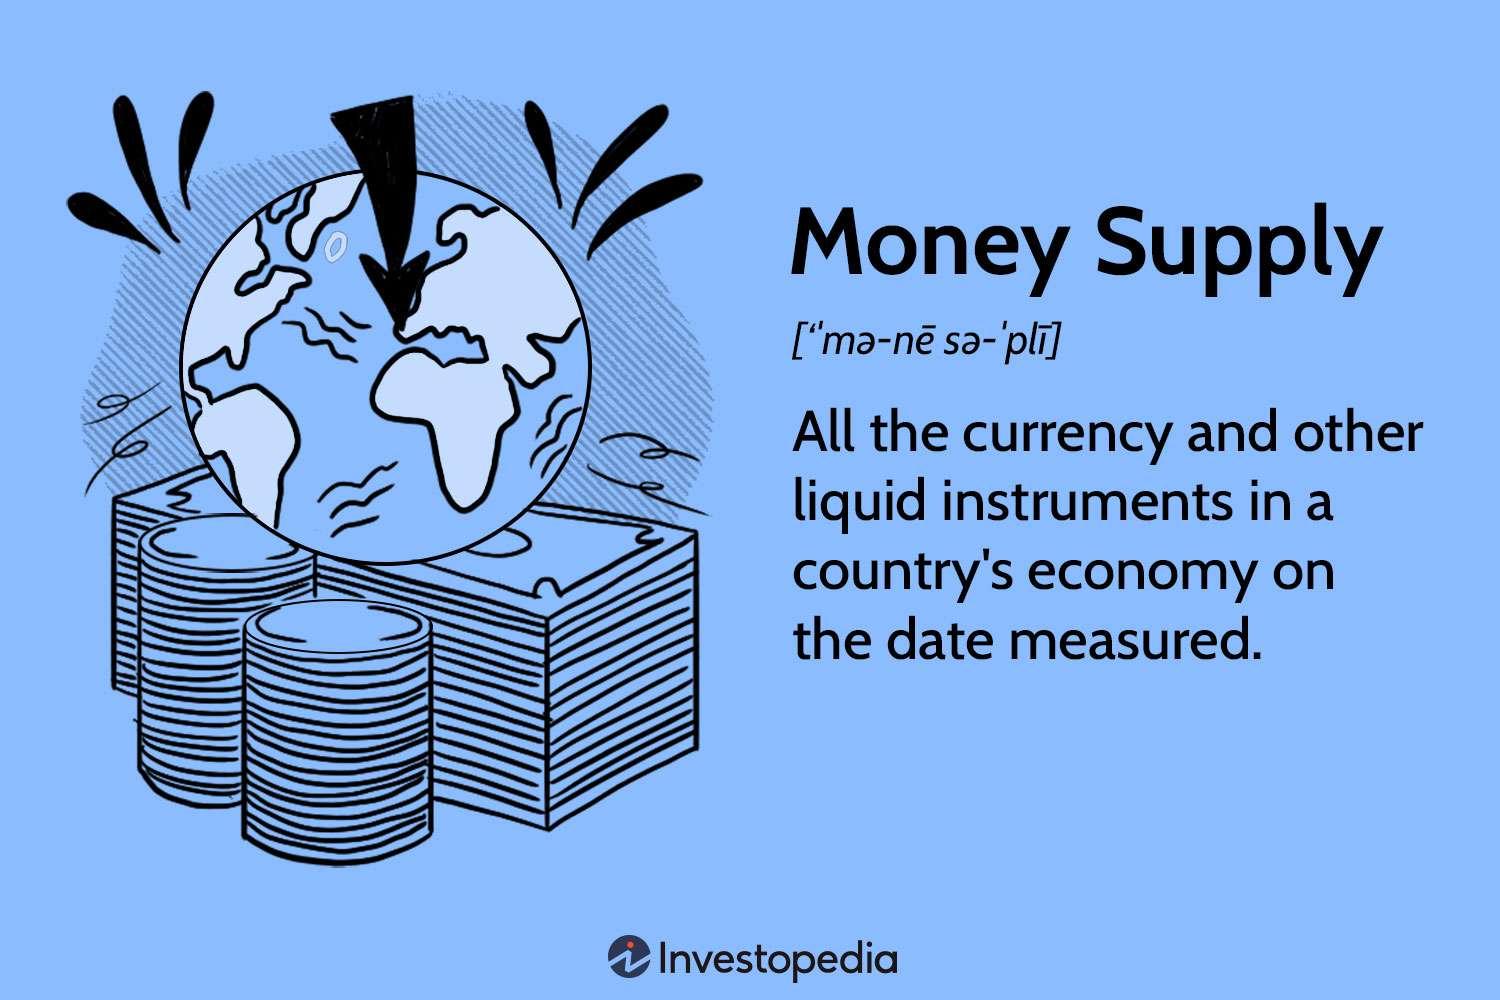 Money Supply
[ʻˈmə-nē sə-ˈplī]
All the currency and other
liquid instruments in a
country's economy on
the date measured.
Investopedia